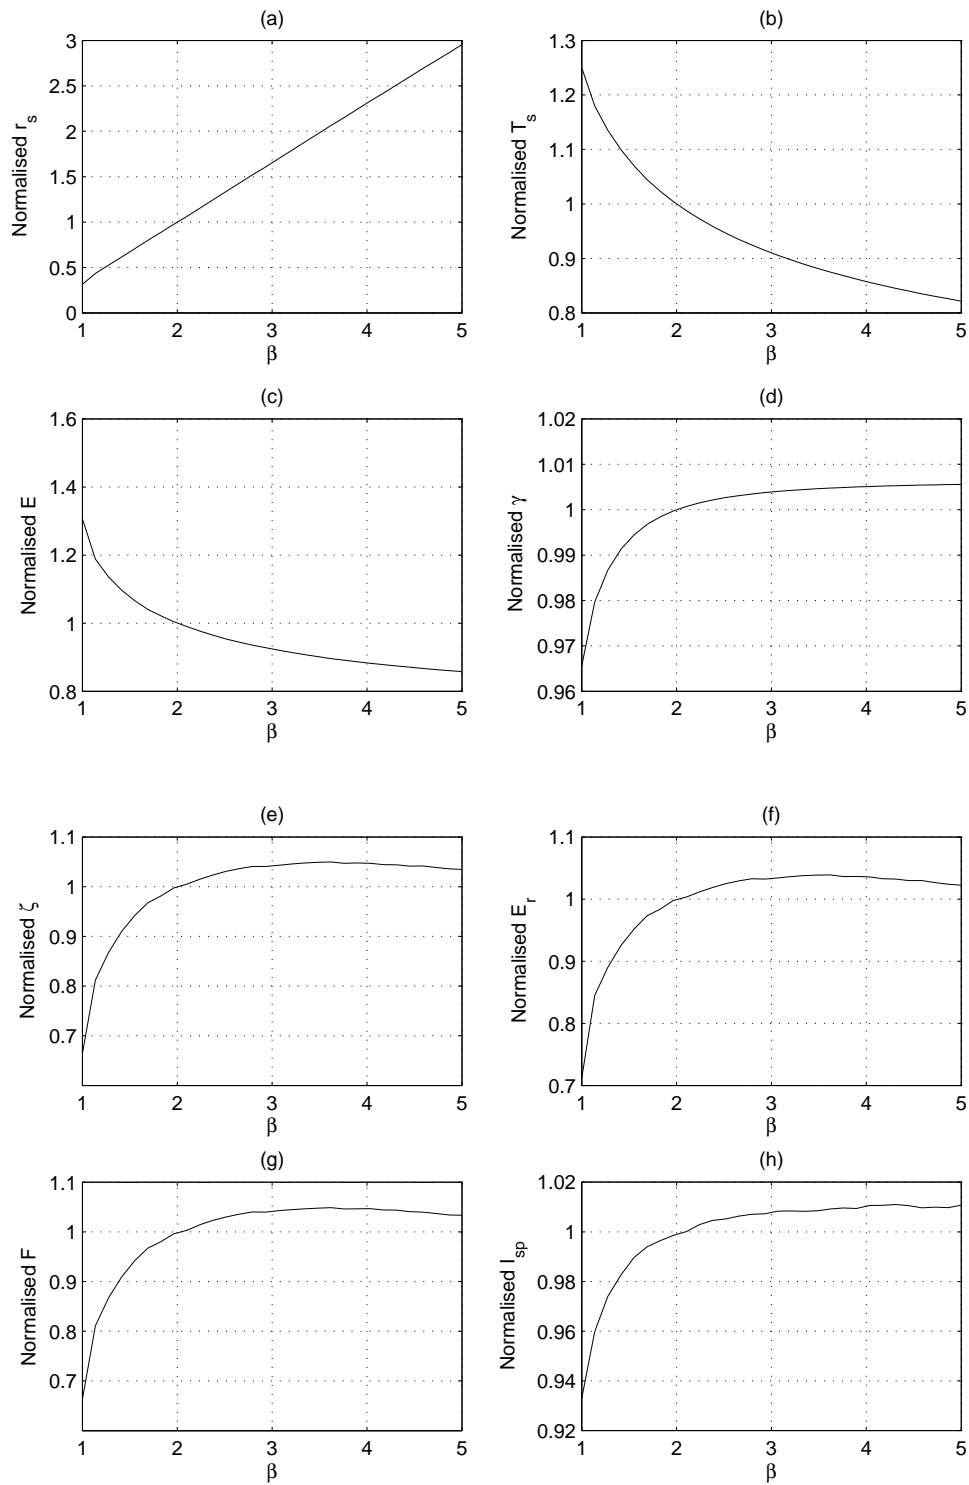 (a)
Normalised r_s
3
2.5
2
1.5
1
0.5
0
1 2 3 4 5
β
(b)
Normalised T_s
1.3
1.2
1.1
1
0.9
0.8
1 2 3 4 5
β
(c)
Normalised E
1.6
1.4
1.2
1
0.8
1 2 3 4 5
β
(d)
Normalised γ
1.02
1.01
1
0.99
0.98
0.97
0.96
1 2 3 4 5
β
(e)
Normalised ζ
1.1
1
0.9
0.8
0.7
1 2 3 4 5
β
(f)
Normalised E_r
1.1
1
0.9
0.8
0.7
1 2 3 4 5
β
(g)
Normalised F
1.1
1
0.9
0.8
0.7
1 2 3 4 5
β
(h)
Normalised I_sp
1.02
1
0.98
0.96
0.94
0.92
1 2 3 4 5
β